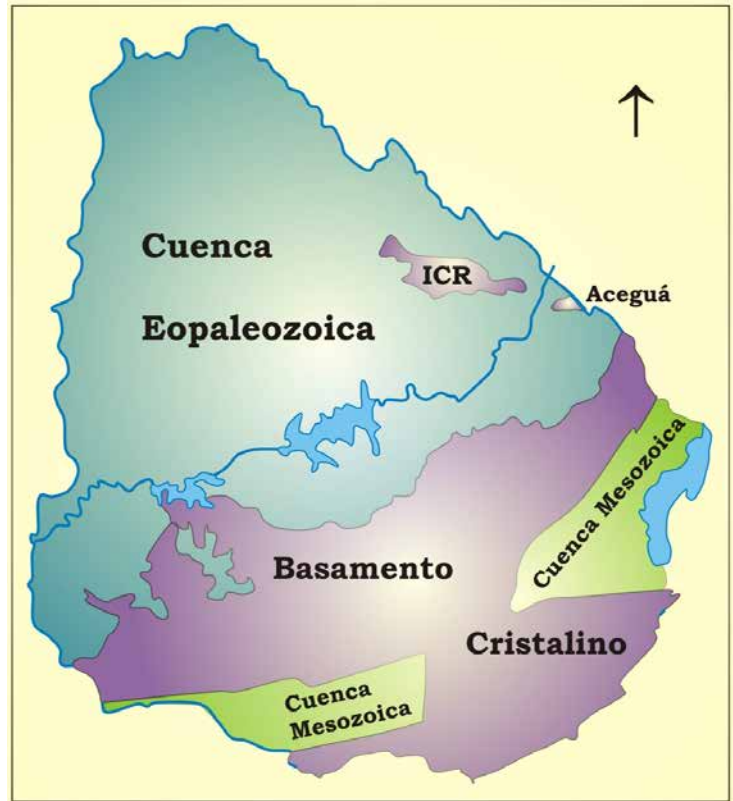 Cuenca
Eopaleozoica
ICR
Aceguá
Cuenca Mesozoica
Basamento
Cristalino
Cuenca
Mesozoica